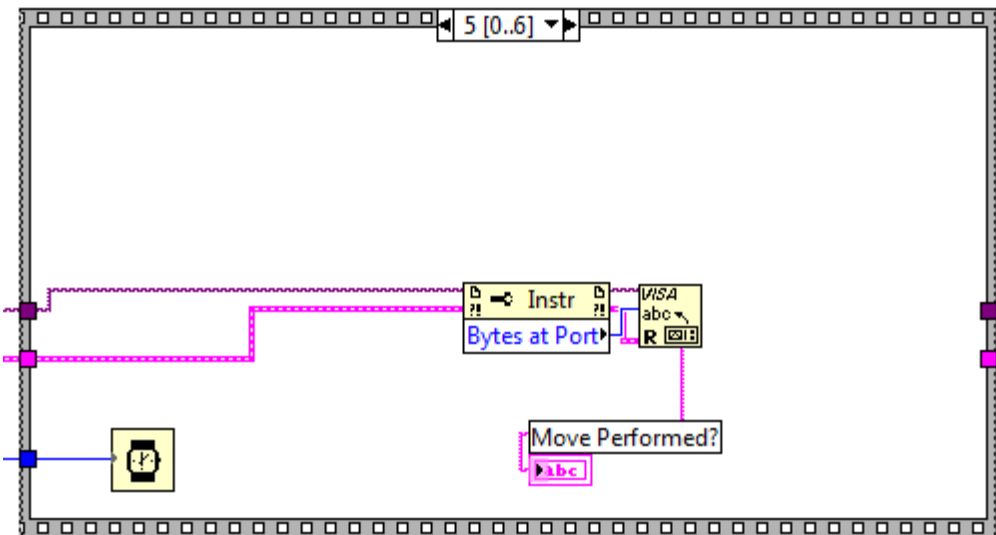 5 [0..6]
?! Instr ?!
Bytes at Port
VISA
abc
R
Move Performed?
abc